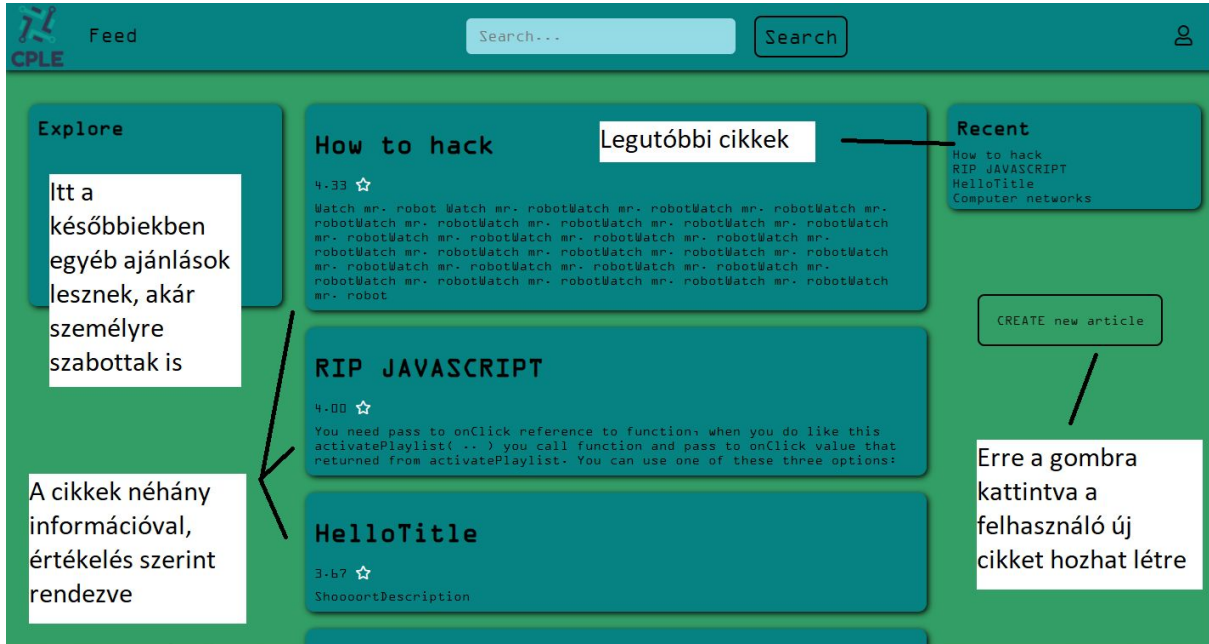 CPLE
Feed
Search...
Search
Explore
Itt a
későbbiekben
egyéb ajánlások
lesznek, akár
személyre
szabottak is
A cikkek néhány
információval,
értékelés szerint
rendezve
How to hack
Legutóbbi cikkek
4.33
Watch mr. robot Watch mr. robotWatch mr. robotWatch mr. robotWatch mr.
robotWatch mr. robotWatch mr. robotWatch mr. robotWatch mr. robotWatch
mr. robotWatch mr. robotWatch mr. robotWatch mr. robotWatch mr.
robotWatch mr. robotWatch mr. robotWatch mr. robotWatch mr. robotWatch
mr. robotWatch mr. robotWatch mr. robotWatch mr. robotWatch mr.
robotWatch mr. robotWatch mr. robotWatch mr. robotWatch mr. robotWatch
mr. robot
RIP JAVASCRIPT
4.00
You need pass to onClick reference to function, when you do like this
activatePlaylist( .. ) you call function and pass to onClick value that
returned from activatePlaylist. You can use one of these three options:
HelloTitle
3.67
ShoooortDescription
Recent
How to hack
RIP JAVASCRIPT
HelloTitle
Computer networks
CREATE new article
Erre a gombra
kattintva a
felhasználó új
cikket hozhat létre